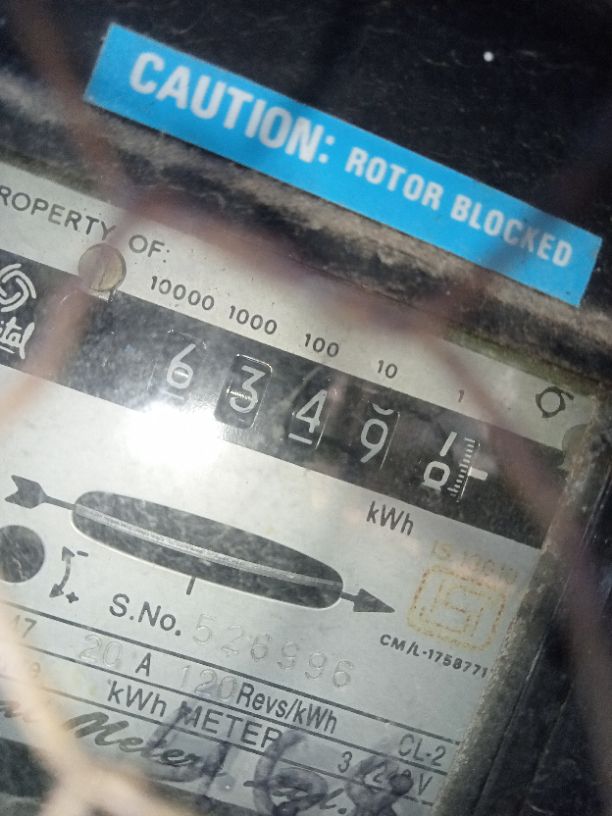 CAUTION: ROTOR BLOCKED
PROPERTY OF:
10000 1000 100 10 1
6 3 4 9
kWh
S.No. 526996
CM/L-1758771
20 A 120 Revs/kWh CL-2
kWh METER